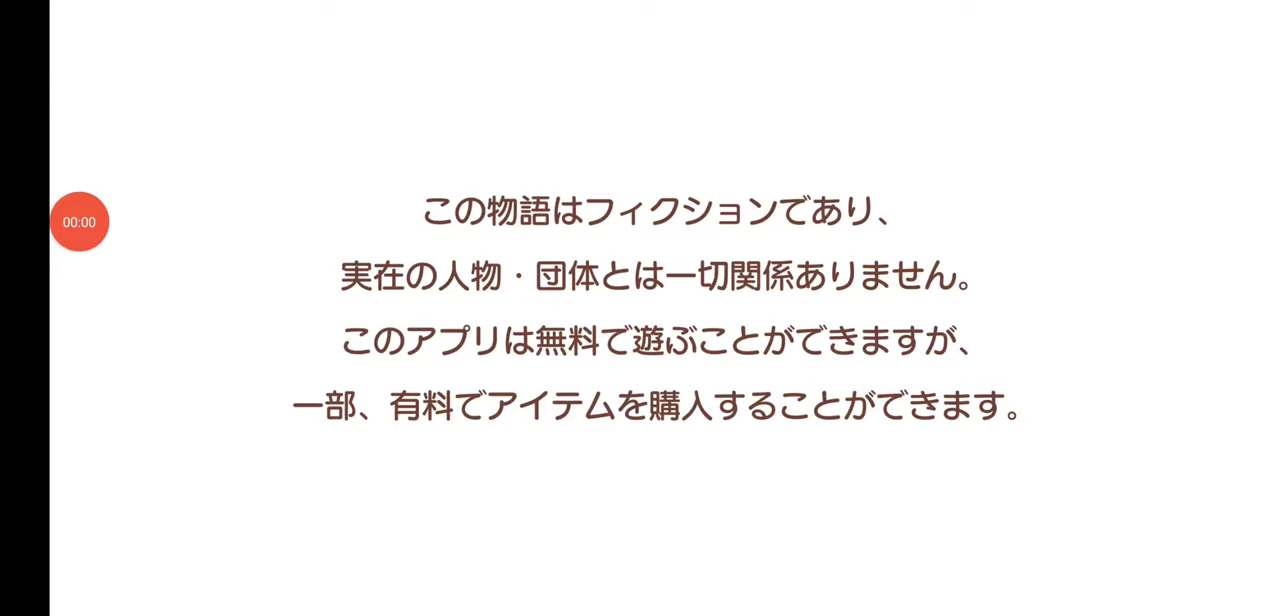 00:00
この物語はフィクションであり、
実在の人物・団体とは一切関係ありません。
このアプリは無料で遊ぶことができますが、
一部、有料でアイテムを購入することができます。